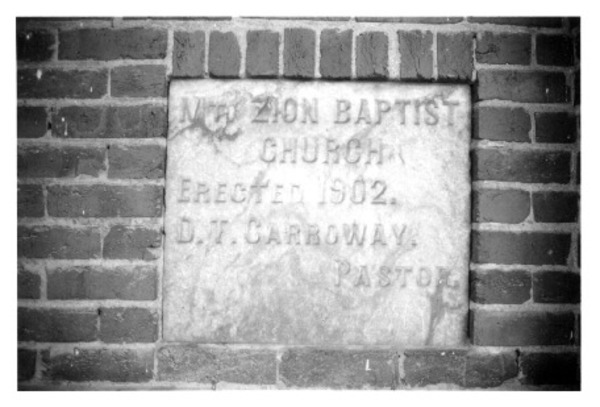 MT. ZION BAPTIST
CHURCH
ERECTED 1902.
D. T. CARROWAY.
PASTOR.